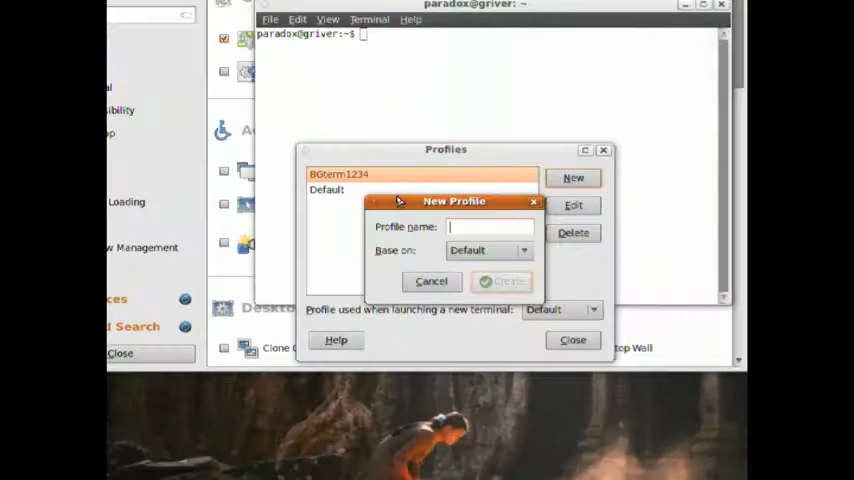 paradox@griver: ~
File Edit View Terminal Help
paradox@griver:~$
ibility
op
Loading
w Management
ces
d Search
Close
Profiles
BGterm1234
Default
New
Edit
Delete
New Profile
Profile name:
Base on: Default
Cancel Create
Profile used when launching a new terminal: Default
Help Close
Deskto
Clone
top Wall